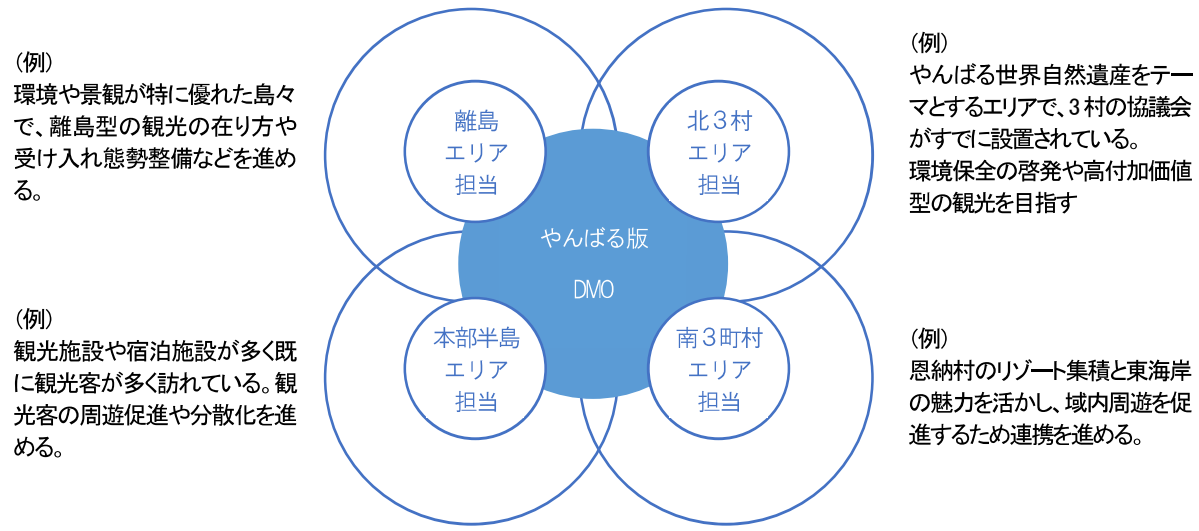 (例)
環境や景観が特に優れた島々
で、離島型の観光の在り方や
受け入れ態勢整備などを進め
る。
(例)
やんばる世界自然遺産をテー
マとするエリアで、3村の協議会
がすでに設置されている。
環境保全の啓発や高付加価値
型の観光を目指す
離島
エリア
担当
北3村
エリア
担当
やんばる版
DMO
本部半島
エリア
担当
南3町村
エリア
担当
(例)
観光施設や宿泊施設が多く既
に観光客が多く訪れている。観
光客の周遊促進や分散化を進
める。
(例)
恩納村のリゾート集積と東海岸
の魅力を活かし、域内周遊を促
進するため連携を進める。